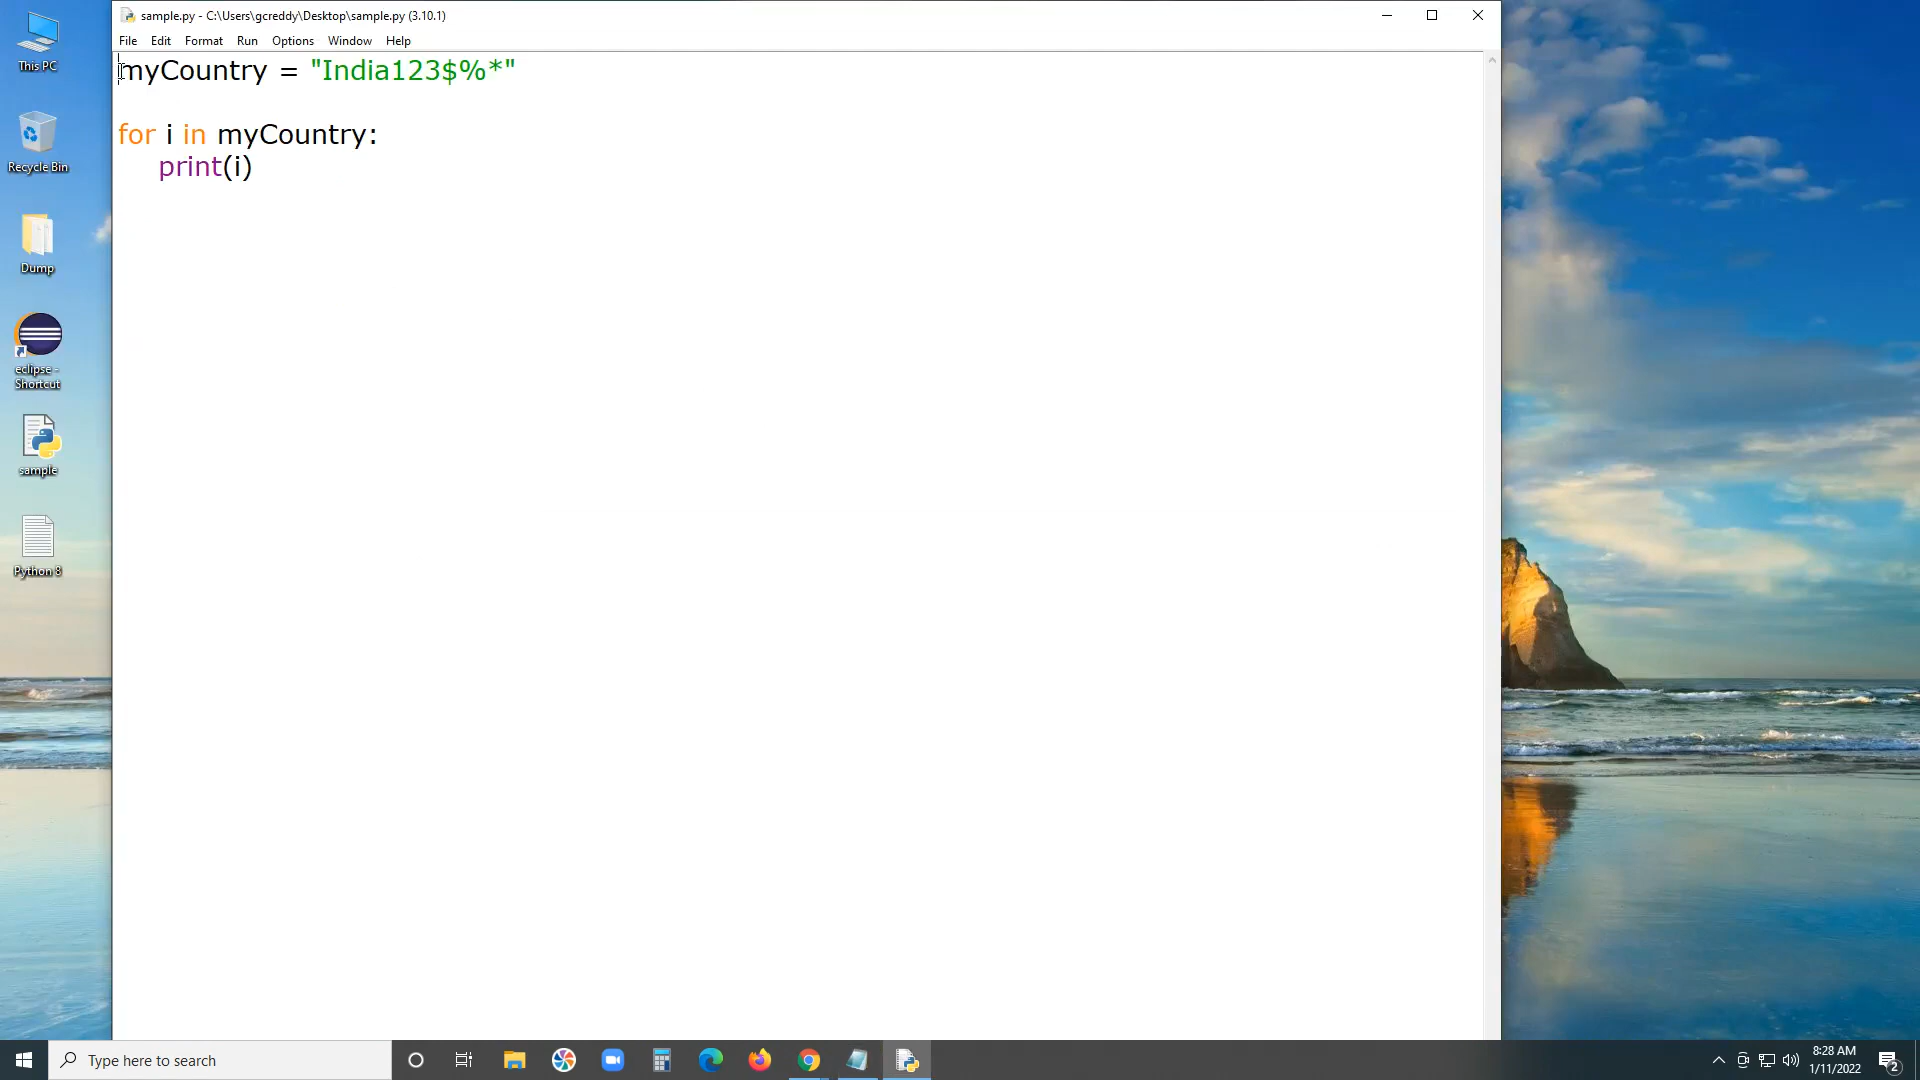 sample.py - C:\Users\gcreddy\Desktop\sample.py (3.10.1)
File Edit Format Run Options Window Help
myCountry = "India123$%*"
for i in myCountry:
print(i)
This PC
Recycle Bin
Dump
eclipse -
Shortcut
sample
Python 8
Type here to search
8:28 AM
1/11/2022
2